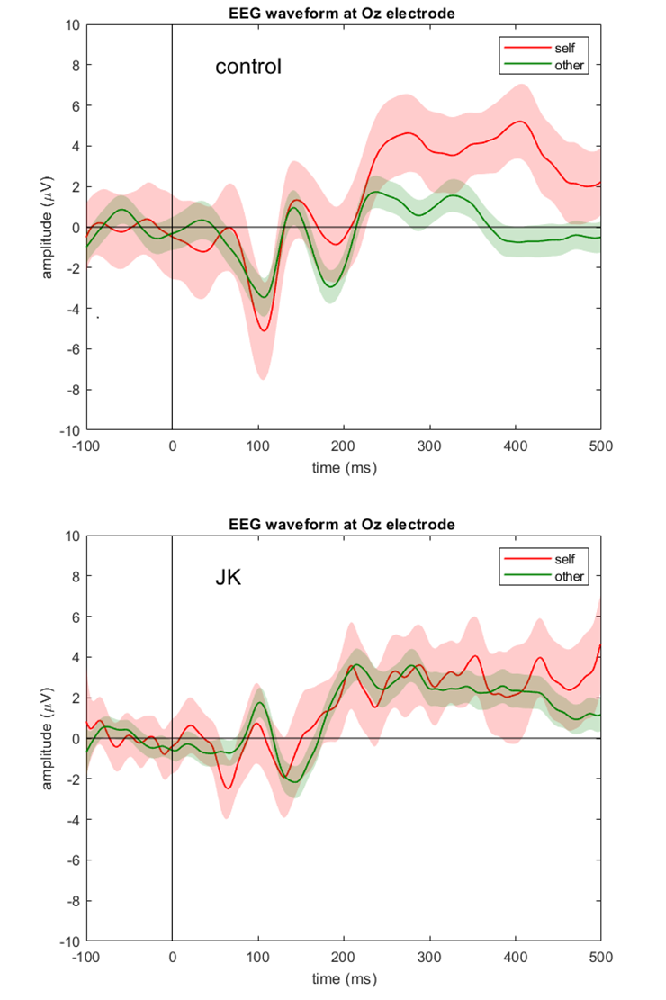 EEG waveform at Oz electrode
10
8
6
4
2
0
-2
-4
-6
-8
-10
amplitude (μV)
control
self
other
-100 0 100 200 300 400 500
time (ms)
EEG waveform at Oz electrode
10
8
6
4
2
0
-2
-4
-6
-8
-10
amplitude (μV)
JK
self
other
-100 0 100 200 300 400 500
time (ms)